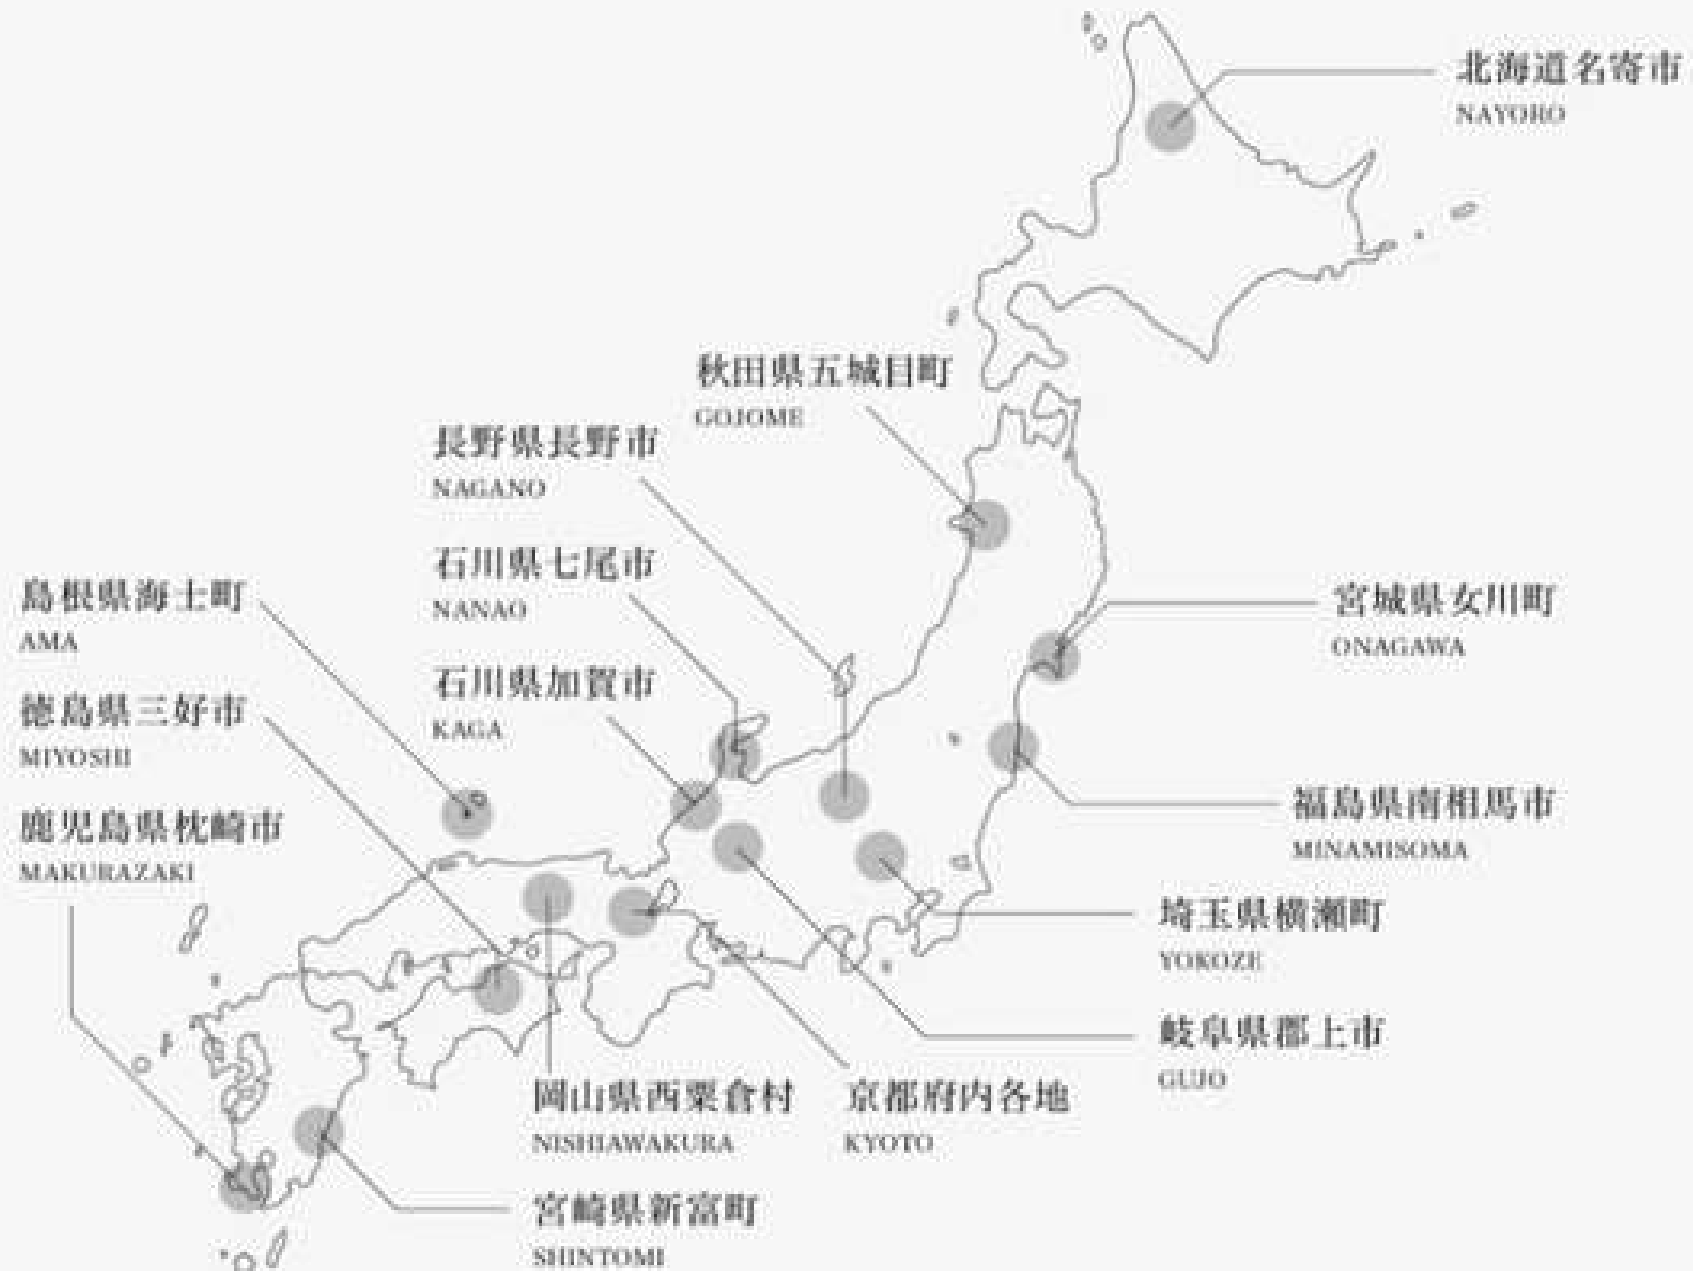 北海道名寄市
NAYORO
秋田県五城目町
GOJOME
長野県長野市
NAGANO
石川県七尾市
NANAO
島根県海士町
AMA
宮城県女川町
ONAGAWA
石川県加賀市
KAGA
徳島県三好市
MIYOSHI
福島県南相馬市
MINAMISOMA
鹿児島県枕崎市
MAKURAZAKI
埼玉県横瀬町
YOKOZE
岐阜県郡上市
GUJO
岡山県西粟倉村
NISHIAWAKURA
京都府内各地
KYOTO
宮崎県新富町
SHINTOMI